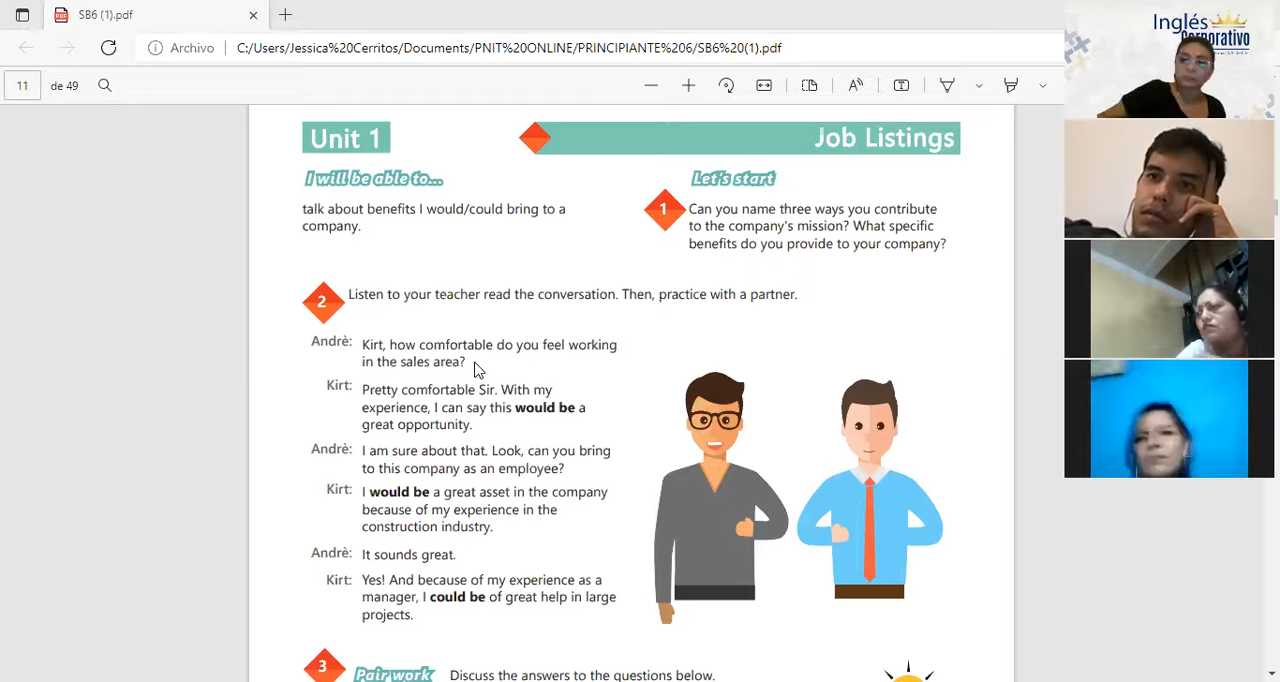 SB6 (1).pdf
Archivo
C:/Users/Jessica%20Cerritos/Documents/PNIT%20ONLINE/PRINCIPIANTE%206/SB6%20(1).pdf
11 de 49
Inglés
Corporativo
Unit 1
Job Listings
I will be able to...
talk about benefits I would/could bring to a
company.
Let's start
1 Can you name three ways you contribute
to the company's mission? What specific
benefits do you provide to your company?
2 Listen to your teacher read the conversation. Then, practice with a partner.
Andrè: Kirt, how comfortable do you feel working
in the sales area?
Kirt: Pretty comfortable Sir. With my
experience, I can say this would be a
great opportunity.
Andrè: I am sure about that. Look, can you bring
to this company as an employee?
Kirt: I would be a great asset in the company
because of my experience in the
construction industry.
Andrè: It sounds great.
Kirt: Yes! And because of my experience as a
manager, I could be of great help in large
projects.
3 Pair work Discuss the answers to the questions below.